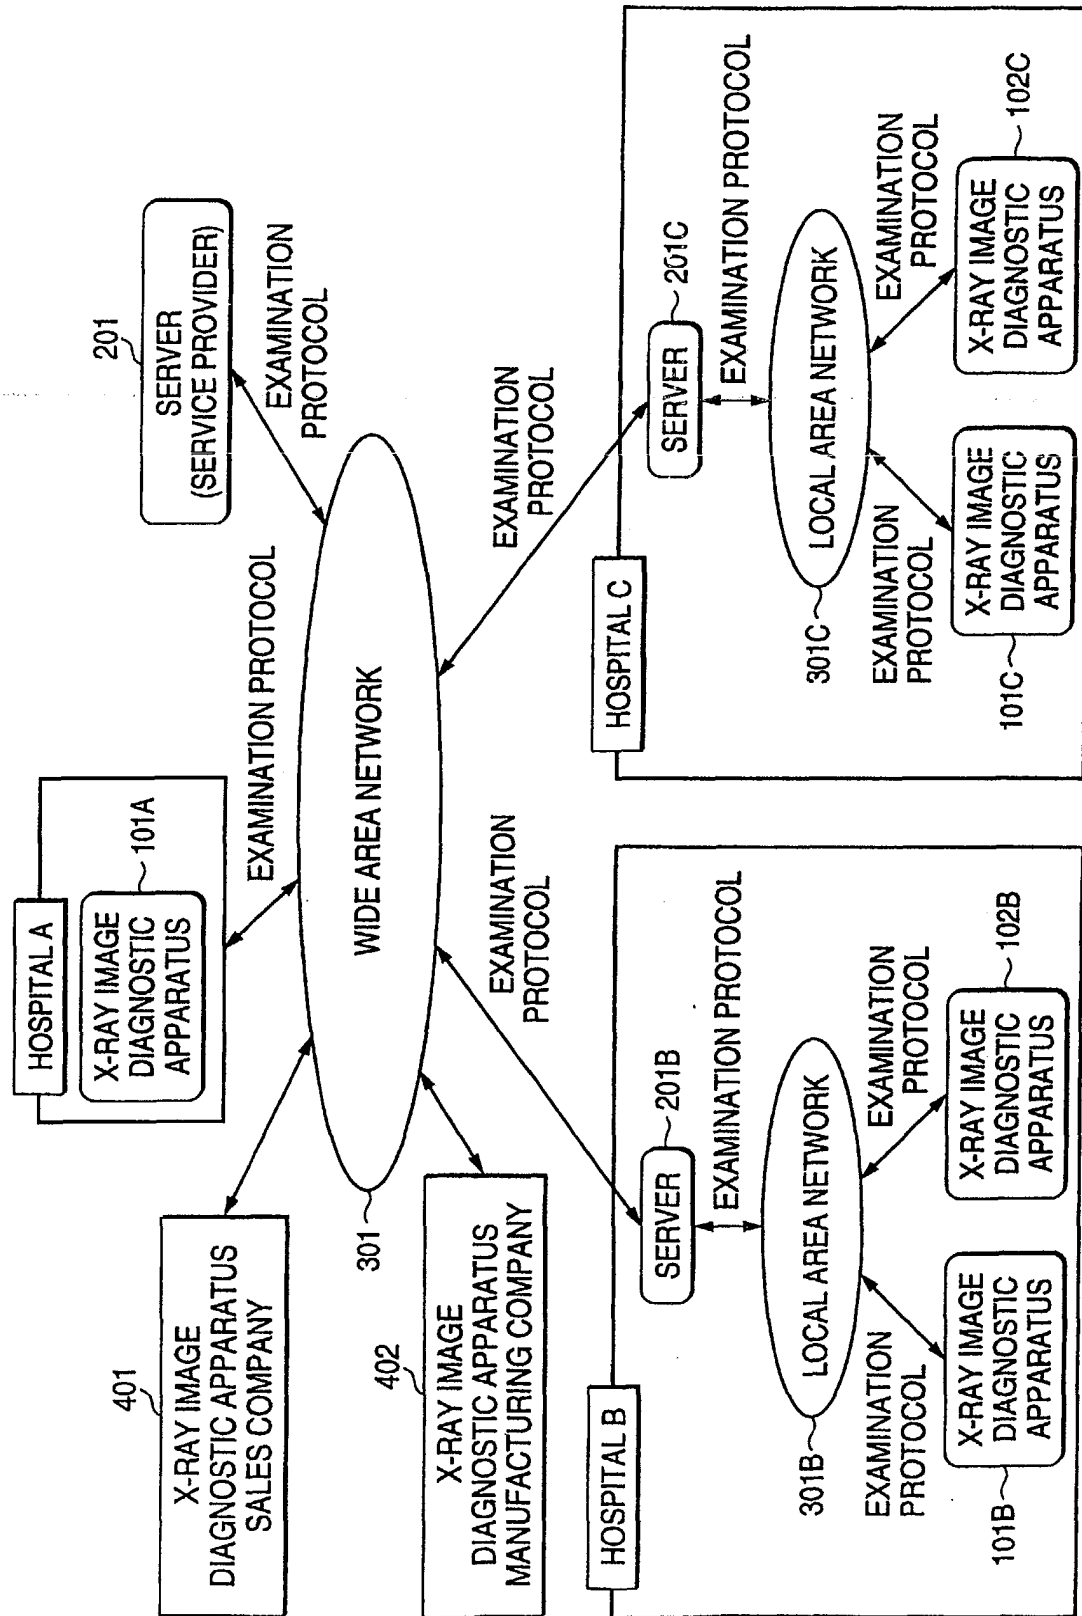 401
X-RAY IMAGE
DIAGNOSTIC APPARATUS
SALES COMPANY
402
X-RAY IMAGE
DIAGNOSTIC APPARATUS
MANUFACTURING COMPANY
HOSPITAL A
X-RAY IMAGE
DIAGNOSTIC
APPARATUS
101A
EXAMINATION PROTOCOL
201
SERVER
(SERVICE PROVIDER)
EXAMINATION
PROTOCOL
301
WIDE AREA NETWORK
EXAMINATION
PROTOCOL
EXAMINATION
PROTOCOL
HOSPITAL B
SERVER
201B
EXAMINATION PROTOCOL
301B
LOCAL AREA NETWORK
EXAMINATION
PROTOCOL
EXAMINATION
PROTOCOL
101B
X-RAY IMAGE
DIAGNOSTIC
APPARATUS
X-RAY IMAGE
DIAGNOSTIC
APPARATUS
102B
HOSPITAL C
SERVER
201C
EXAMINATION PROTOCOL
301C
LOCAL AREA NETWORK
EXAMINATION
PROTOCOL
EXAMINATION
PROTOCOL
101C
X-RAY IMAGE
DIAGNOSTIC
APPARATUS
X-RAY IMAGE
DIAGNOSTIC
APPARATUS
102C